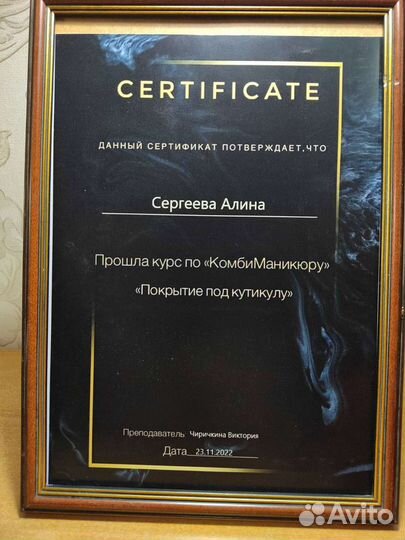 CERTIFICATE
ДАННЫЙ СЕРТИФИКАТ ПОТВЕРЖДАЕТ,ЧТО
Сергеева Алина
Прошла курс по «КомбиМаникюру»
«Покрытие под кутикулу»
Преподаватель Чиричкина Виктория
Дата 23.11.2022
Avito